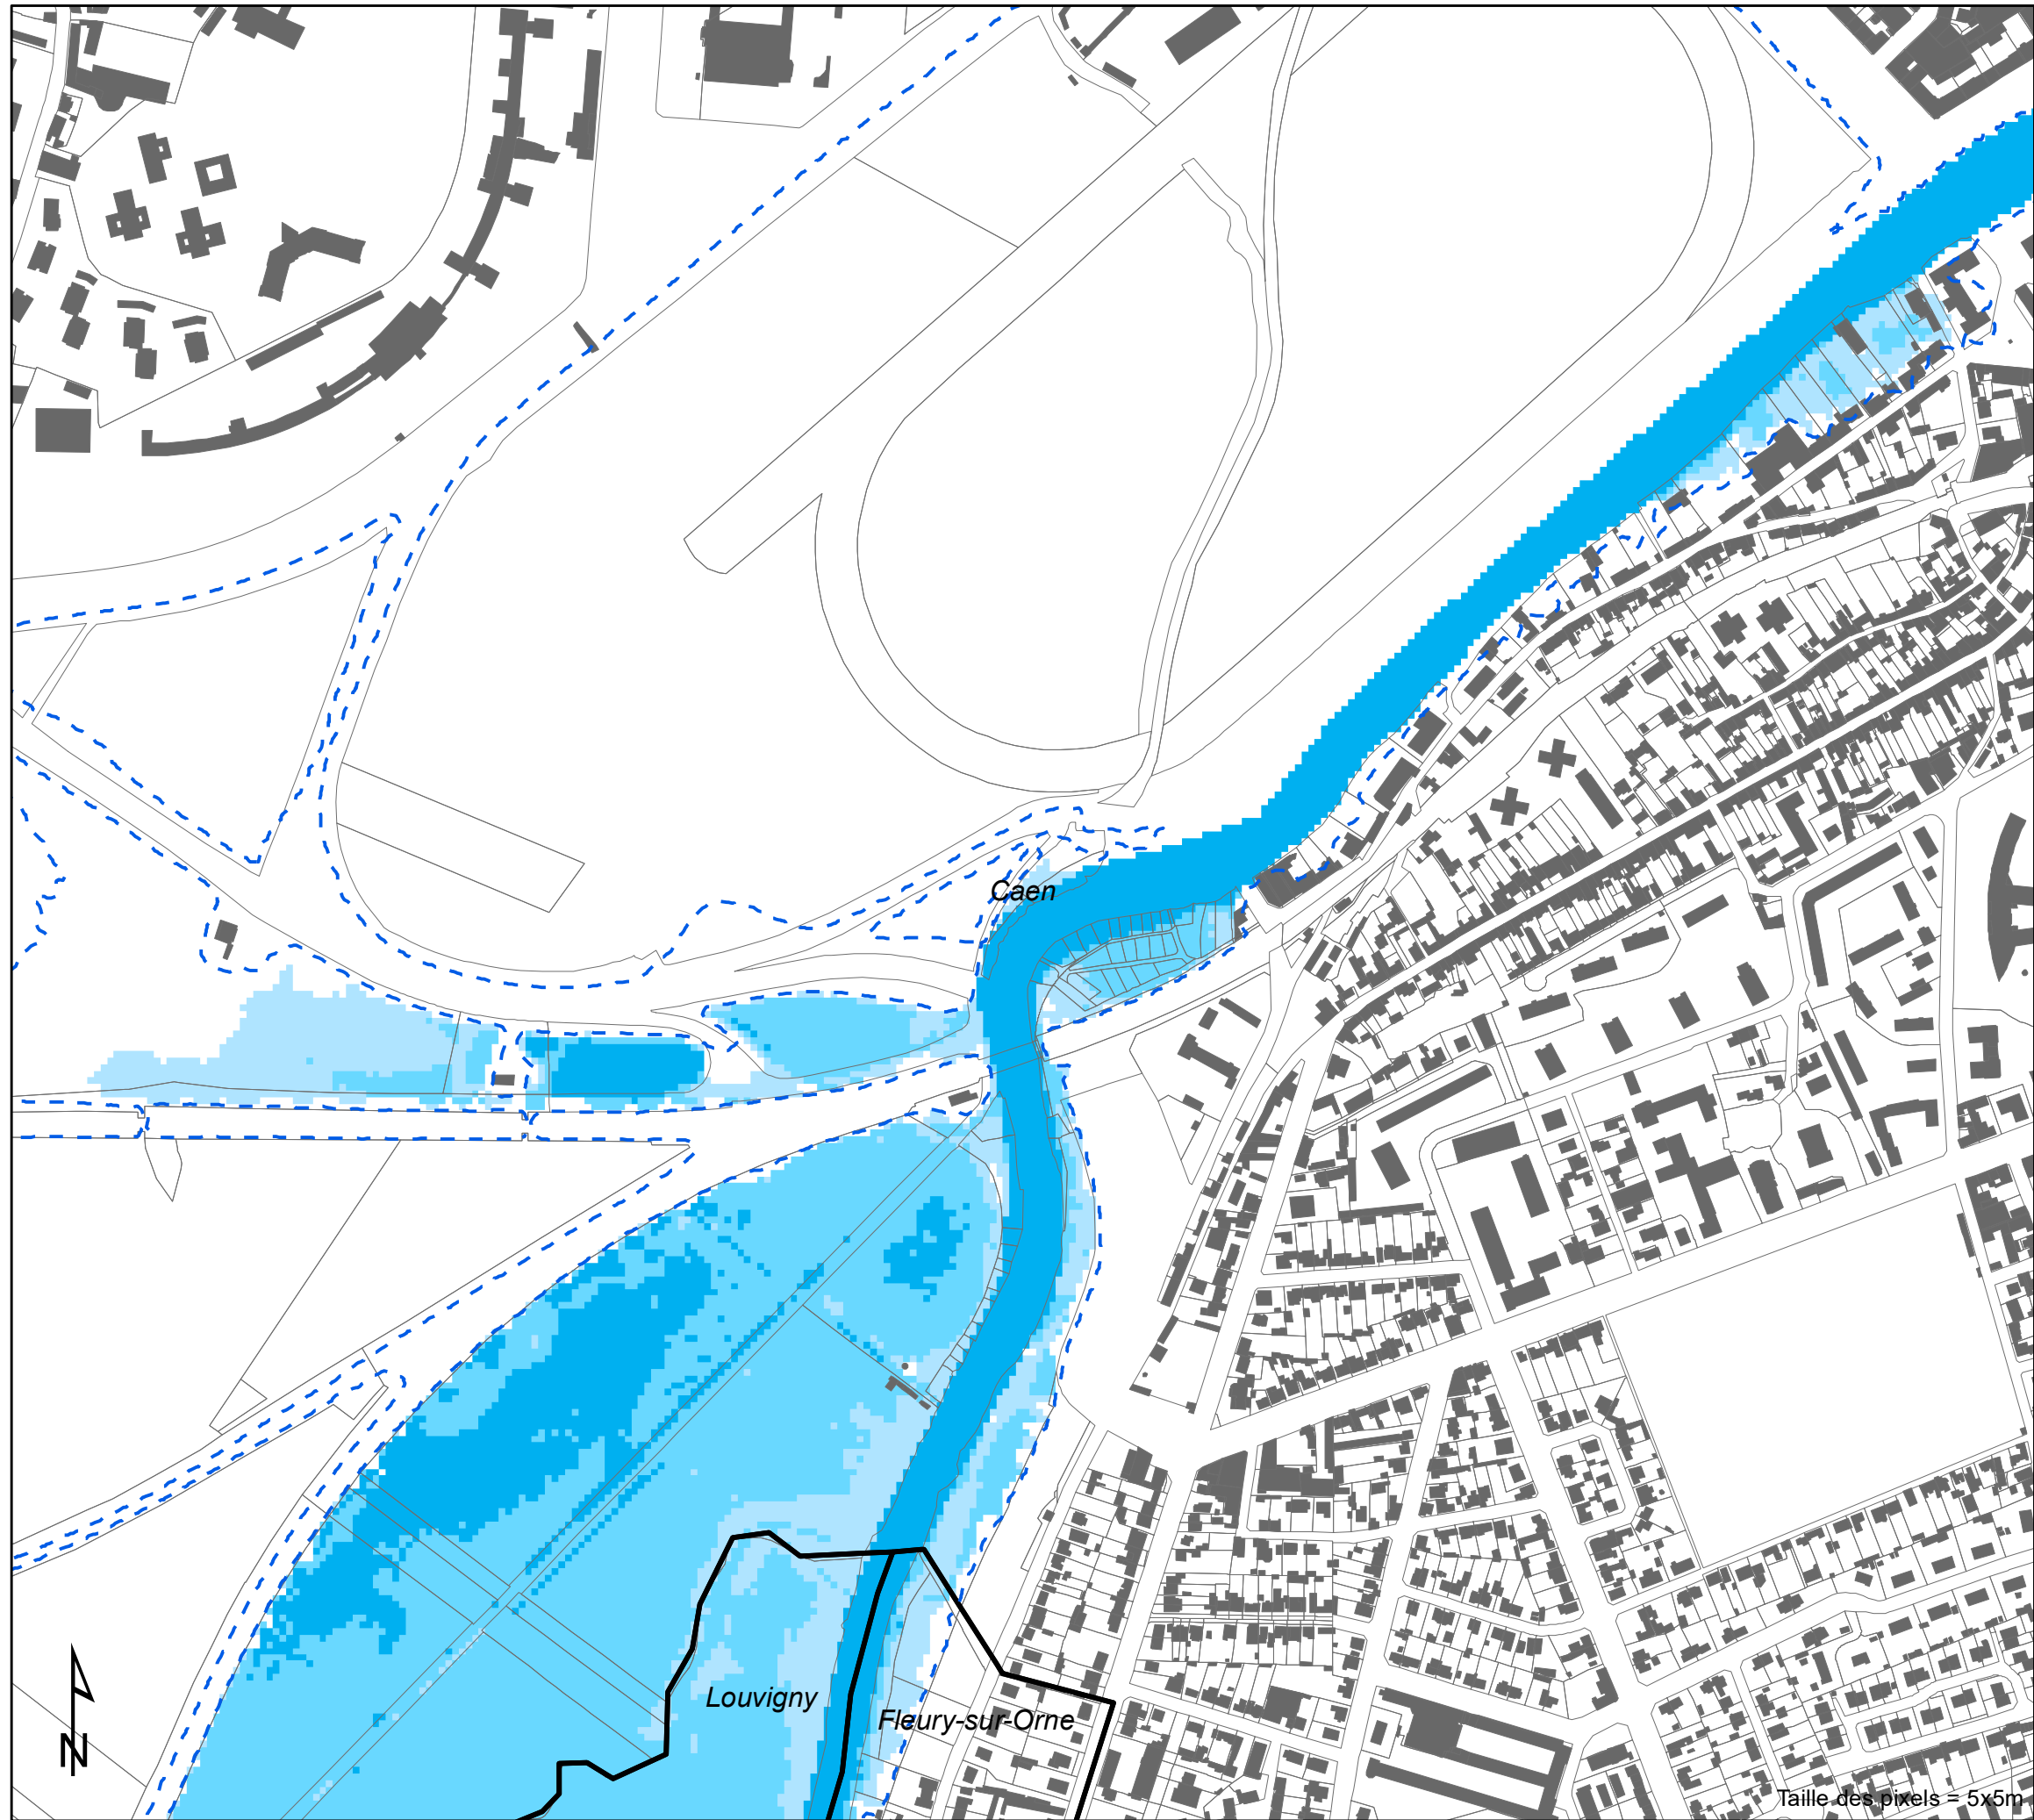 Caen
Louvigny
Fleury-sur-Orne
N
Taille des pixels = 5x5m